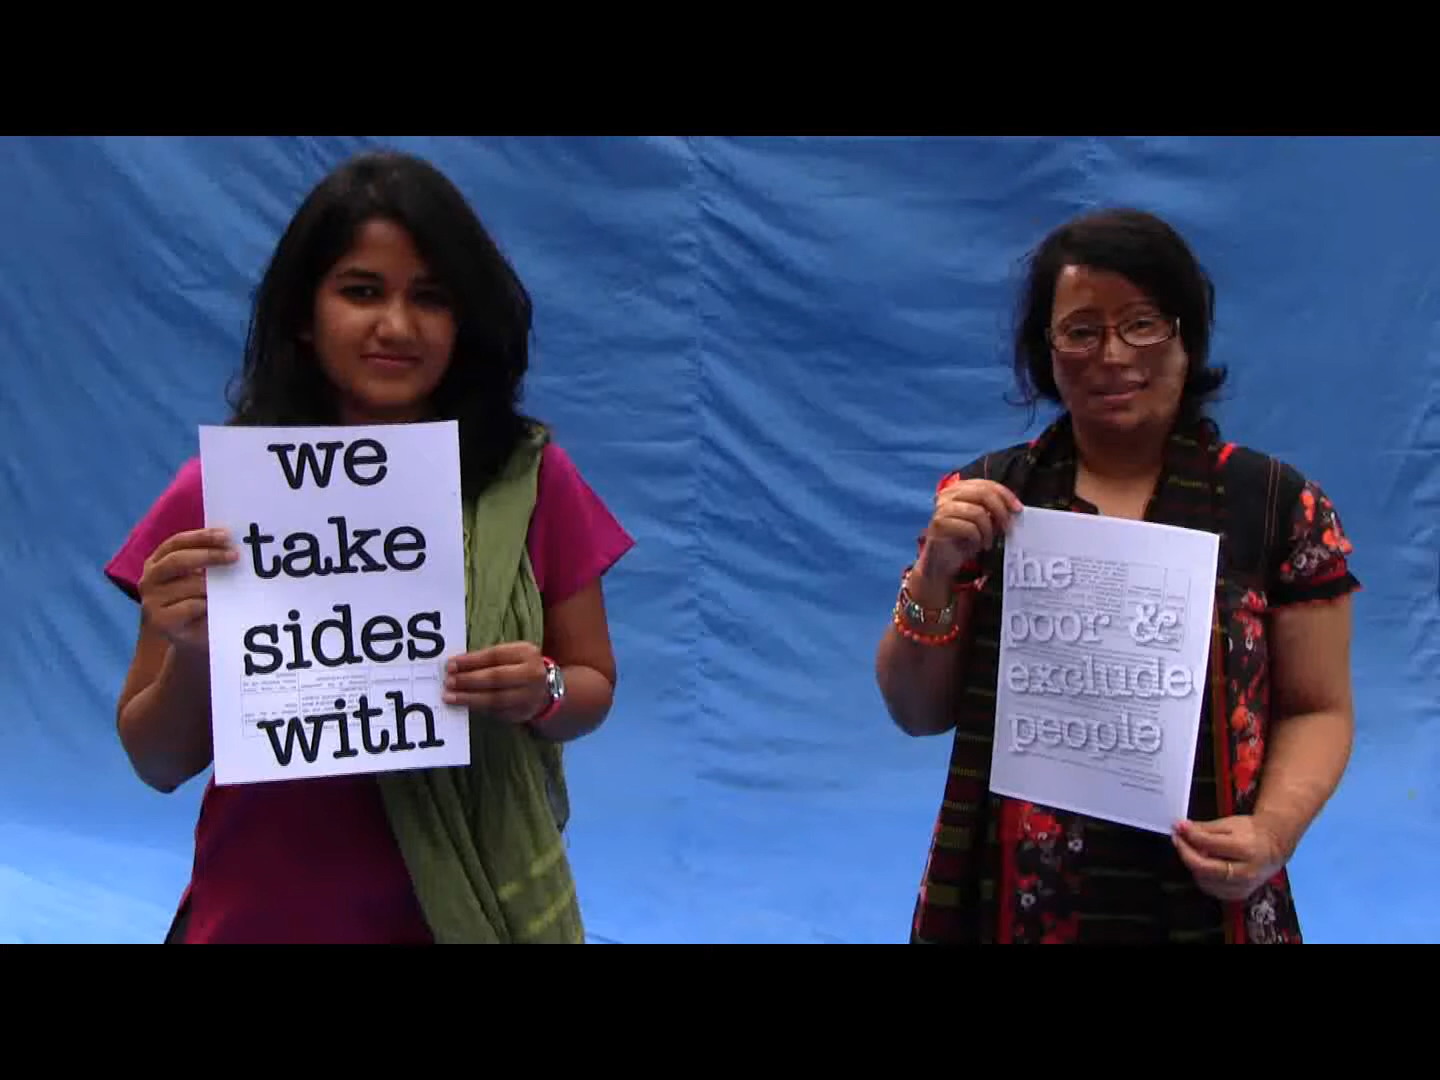 we
take
sides
with
the
poor &
exclude
people